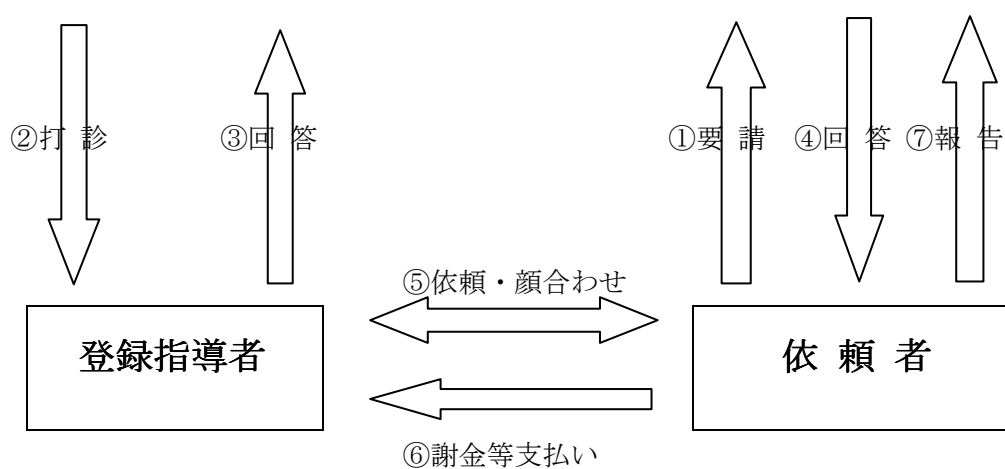 ②打 診
③回 答
①要 請
④回 答
⑦報 告
⑤依頼・顔合わせ
登録指導者
依 頼 者
⑥謝金等支払い